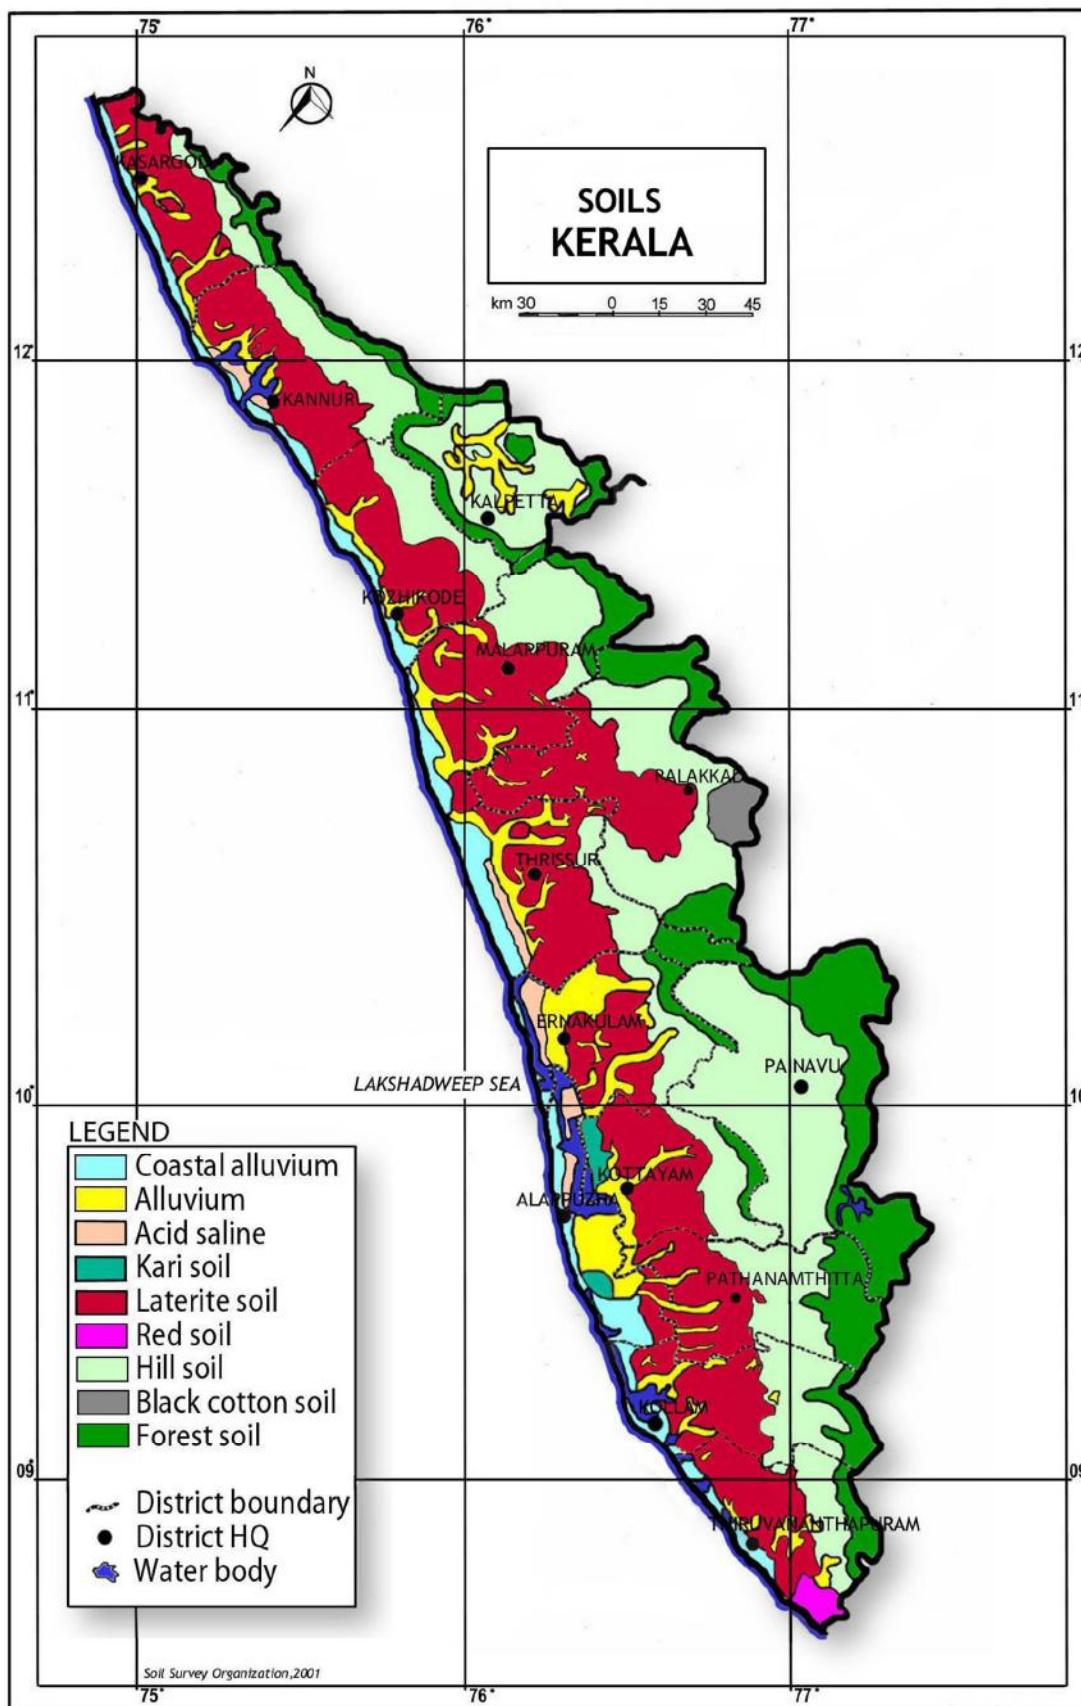 75°
76°
77°
N
KASARGOD
SOILS
KERALA
km 30 0 15 30 45
12°
12
KANNUR
KALPETTA
KOZHIKODE
MALAPPURAM
11°
11
PALAKKAD
THRISSUR
ERNAKULAM
LAKSHADWEEP SEA
PAINAVU
10°
10
KOTTAYAM
ALAPPUZHA
PATHANAMTHITTA
KOLLAM
09°
09
THIRUVANANTHAPURAM
LEGEND
Coastal alluvium
Alluvium
Acid saline
Kari soil
Laterite soil
Red soil
Hill soil
Black cotton soil
Forest soil
District boundary
District HQ
Water body
Soil Survey Organization,2001
75°
76°
77°